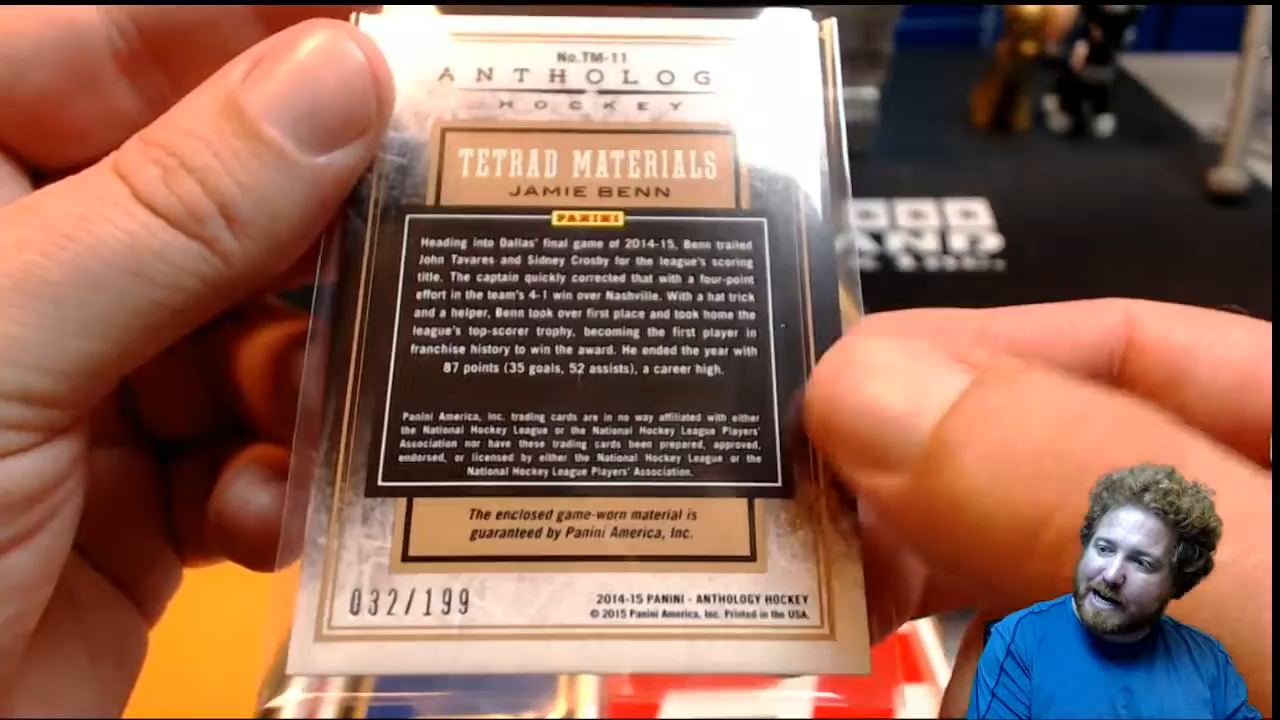 No.TM-11
ANTHOLOG
HOCKEY
TETRAD MATERIALS
JAMIE BENN
PANINI
Heading into Dallas' final game of 2014-15, Benn trailed
John Tavares and Sidney Crosby for the league's scoring
title. The captain quickly corrected that with a four-point
effort in the team's 4-1 win over Nashville. With a hat trick
and a helper, Benn took over first place and took home the
league's top-scorer trophy, becoming the first player in
franchise history to win the award. He ended the year with
87 points (35 goals, 52 assists), a career high.
Panini America, Inc. trading cards are in no way affiliated with either
the National Hockey League or the National Hockey League Players'
Association nor have these trading cards been prepared, approved,
endorsed, or licensed by either the National Hockey League or the
National Hockey League Players' Association.
The enclosed game-worn material is
guaranteed by Panini America, Inc.
032/199
2014-15 PANINI - ANTHOLOGY HOCKEY
© 2015 Panini America, Inc. Printed in the USA.
AND